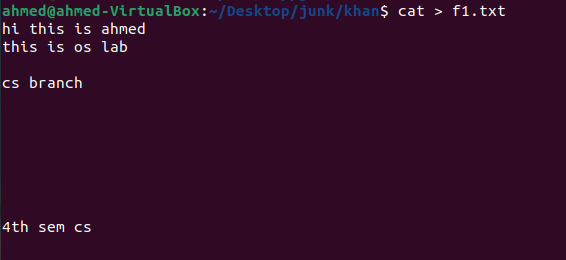 ahmed@ahmed-VirtualBox:~/Desktop/junk/khan$ cat > f1.txt
hi this is ahmed
this is os lab
cs branch
4th sem cs